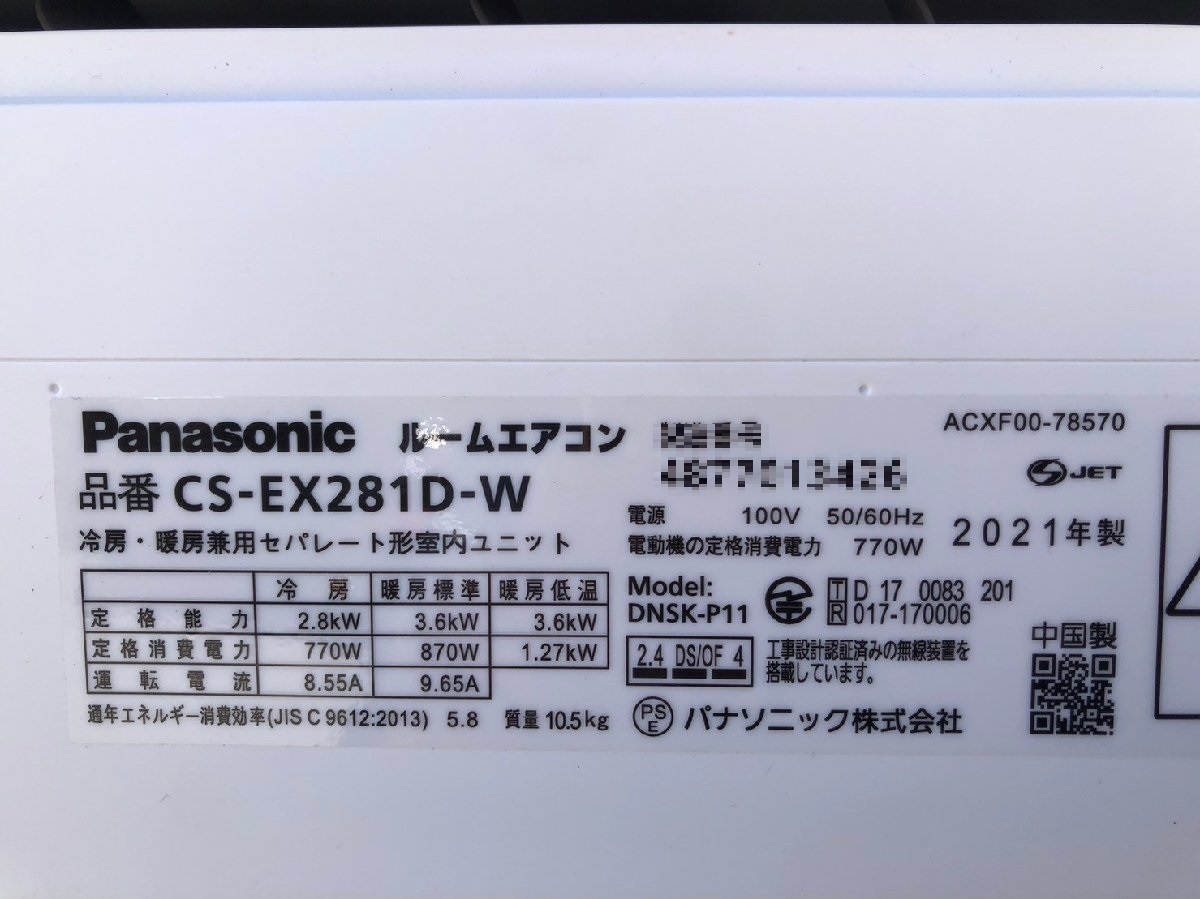 Panasonic ルームエアコン
品番 CS-EX281D-W
冷房・暖房兼用セパレート形室内ユニット
冷房 暖房標準 暖房低温
定格能力 2.8kW 3.6kW 3.6kW
定格消費電力 770W 870W 1.27kW
運転電流 8.55A 9.65A
通年エネルギー消費効率(JIS C 9612:2013) 5.8 質量 10.5kg
電源 100V 50/60Hz
電動機の定格消費電力 770W
Model:
DNSK-P11
T D 17 0083 201
R 017-170006
2.4 DS/OF 4
工事設計認証済みの無線装置を
搭載しています。
PS
E パナソニック株式会社
ACXF00-78570
JET
2021年製
中国製